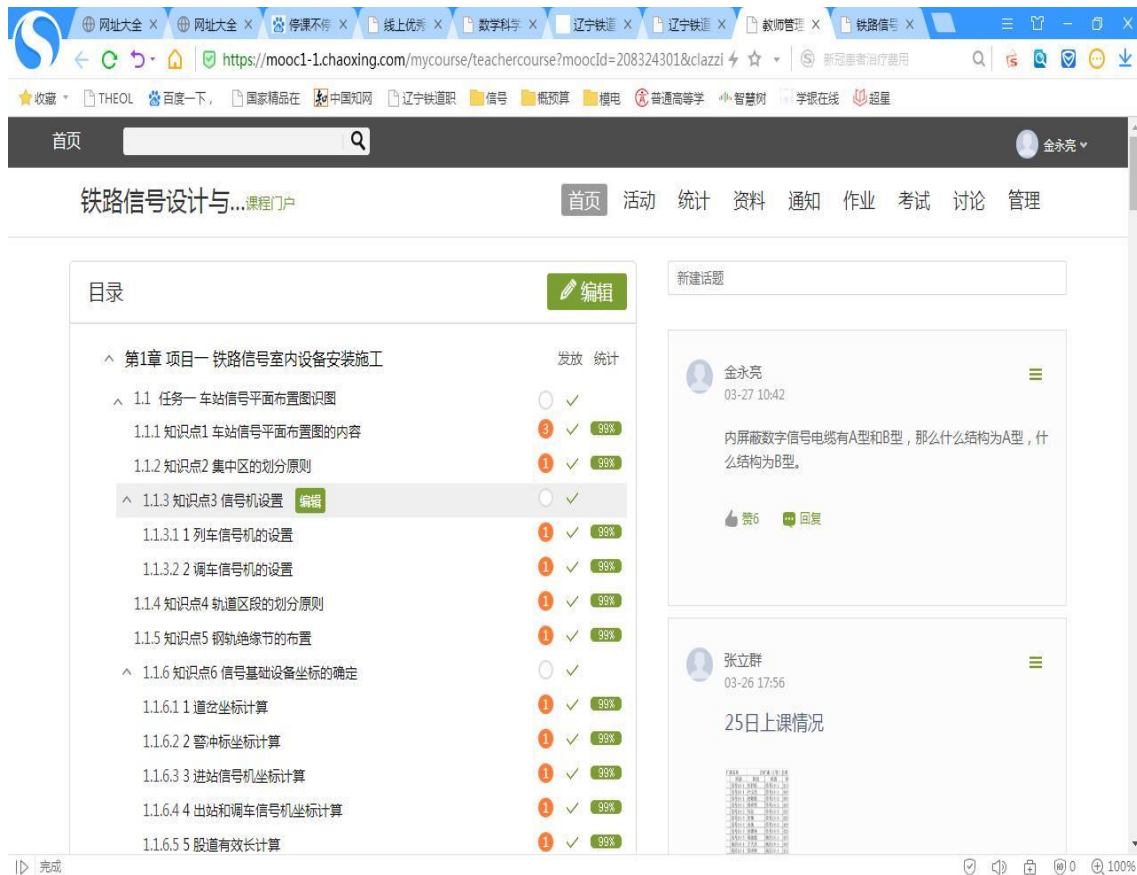 网址大全
网址大全
停课不停
线上优秀
数学科学
辽宁铁道
辽宁铁道
教师管理
铁路信号
https://mooc1-1.chaoxing.com/mycourse/teachercourse?moocId=208324301&clazzi
新冠患者治疗费用
收藏
THEOL
百度一下，
国家精品在
中国知网
辽宁铁道职
信号
概预算
模电
普通高等学
智慧树
学银在线
超星
首页
金永亮
铁路信号设计与...课程门户
首页 活动 统计 资料 通知 作业 考试 讨论 管理
目录
编辑
第1章 项目一 铁路信号室内设备安装施工 发放 统计
1.1 任务一 车站信号平面布置图识图
1.1.1 知识点1 车站信号平面布置图的内容 3 99%
1.1.2 知识点2 集中区的划分原则 1 99%
1.1.3 知识点3 信号机设置 编辑
1.1.3.1 1 列车信号机的设置 1 99%
1.1.3.2 2 调车信号机的设置 1 99%
1.1.4 知识点4 轨道区段的划分原则 1 99%
1.1.5 知识点5 钢轨绝缘节的布置 1 99%
1.1.6 知识点6 信号基础设备坐标的确定
1.1.6.1 1 道岔坐标计算 1 99%
1.1.6.2 2 警冲标坐标计算 1 99%
1.1.6.3 3 进站信号机坐标计算 1 99%
1.1.6.4 4 出站和调车信号机坐标计算 1 99%
1.1.6.5 5 股道有效长计算 1 99%
新建话题
金永亮
03-27 10:42
内屏蔽数字信号电缆有A型和B型，那么什么结构为A型，什
么结构为B型。
赞6 回复
张立群
03-26 17:56
25日上课情况
完成
0
100%